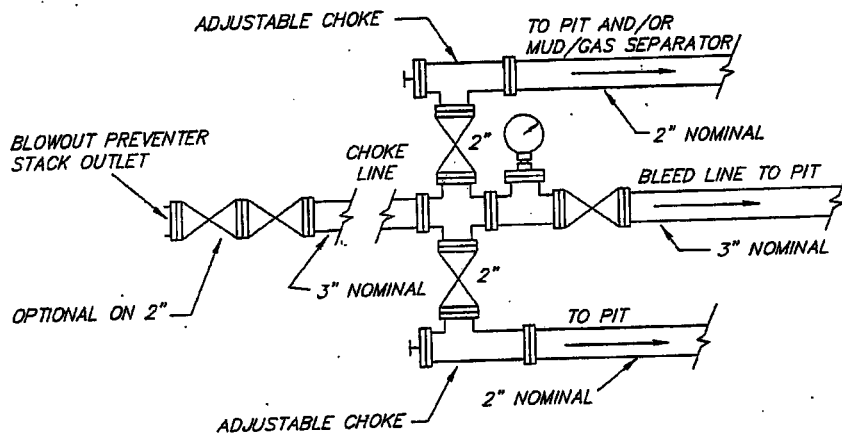 ADJUSTABLE CHOKE
TO PIT AND/OR
MUD/GAS SEPARATOR
2" NOMINAL
BLOWOUT PREVENTER
STACK OUTLET
CHOKE
LINE
2"
BLEED LINE TO PIT
3" NOMINAL
3" NOMINAL
OPTIONAL ON 2"
2"
TO PIT
2" NOMINAL
ADJUSTABLE CHOKE